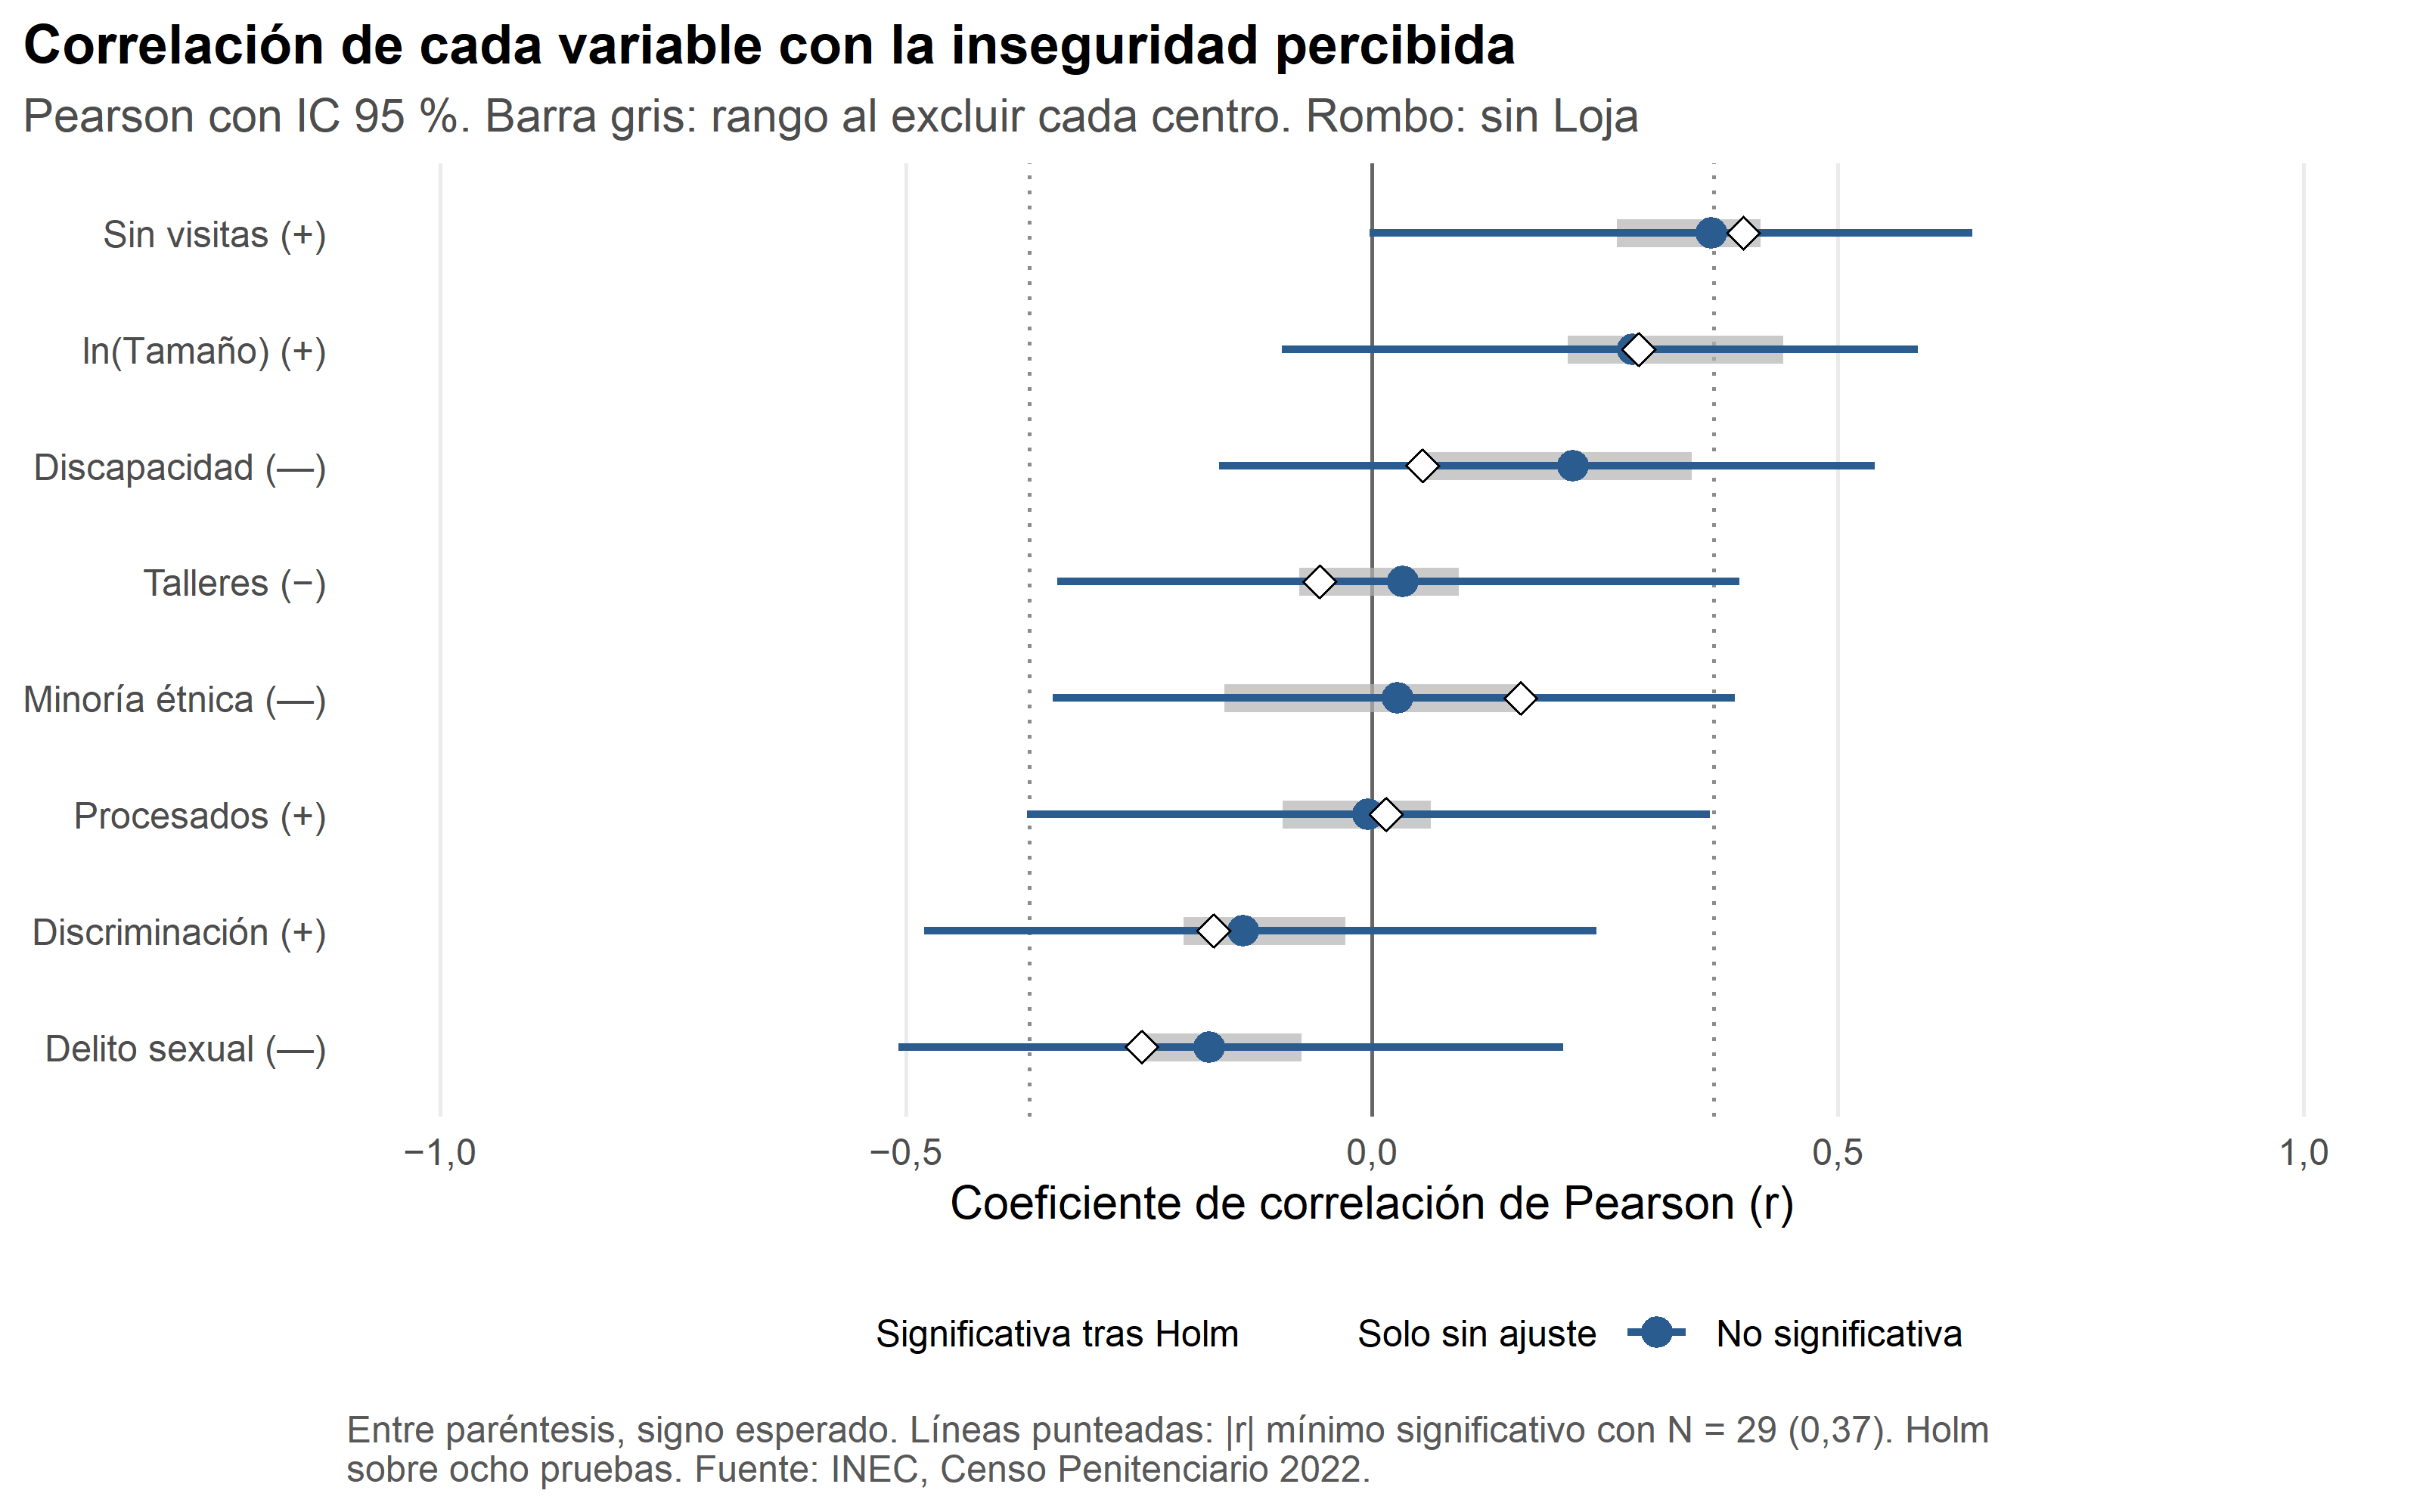 Correlación de cada variable con la inseguridad percibida
Pearson con IC 95 %. Barra gris: rango al excluir cada centro. Rombo: sin Loja
Sin visitas (+)
ln(Tamaño) (+)
Discapacidad (—)
Talleres (−)
Minoría étnica (—)
Procesados (+)
Discriminación (+)
Delito sexual (—)
−1,0 −0,5 0,0 0,5 1,0
Coeficiente de correlación de Pearson (r)
Significativa tras Holm Solo sin ajuste No significativa
Entre paréntesis, signo esperado. Líneas punteadas: |r| mínimo significativo con N = 29 (0,37). Holm
sobre ocho pruebas. Fuente: INEC, Censo Penitenciario 2022.